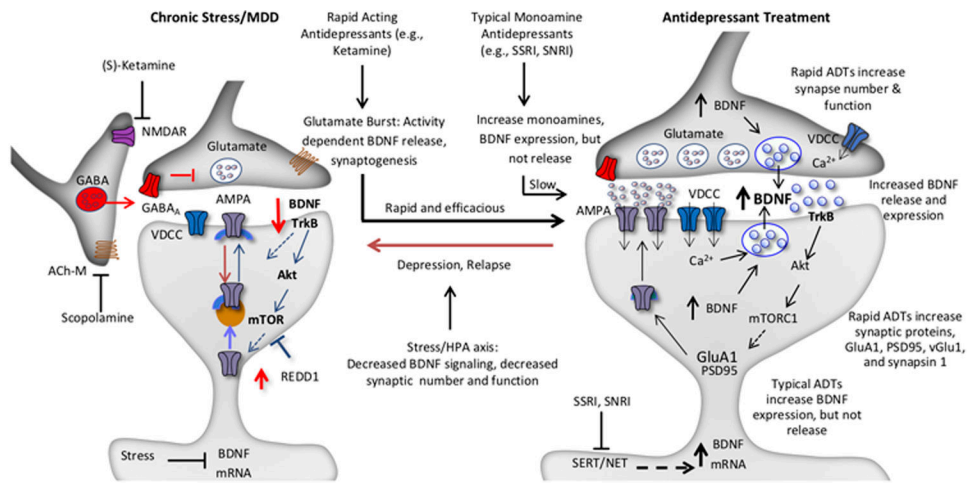 Chronic Stress/MDD
Rapid Acting
Antidepressants (e.g.,
Ketamine)
Typical Monoamine
Antidepressants
(e.g., SSRI, SNRI)
Antidepressant Treatment
(S)-Ketamine
NMDAR
Glutamate
GABA
GABAA
AMPA
VDCC
BDNF
TrkB
Akt
mTOR
REDD1
ACh-M
Scopolamine
Stress
BDNF
mRNA
Glutamate Burst: Activity
dependent BDNF release,
synaptogenesis
Increase monoamines,
BDNF expression, but
not release
Slow
Rapid and efficacious
Depression, Relapse
Stress/HPA axis:
Decreased BDNF signaling, decreased
synaptic number and function
BDNF
Glutamate
Rapid ADTs increase
synapse number &
function
VDCC
Ca2+
AMPA
VDCC
BDNF
TrkB
Increased BDNF
release and
expression
Ca2+
Akt
BDNF
mTORC1
GluA1
PSD95
Rapid ADTs increase
synaptic proteins,
GluA1, PSD95, vGlu1,
and synapsin 1
Typical ADTs
increase BDNF
expression, but not
release
SSRI, SNRI
SERT/NET
BDNF
mRNA